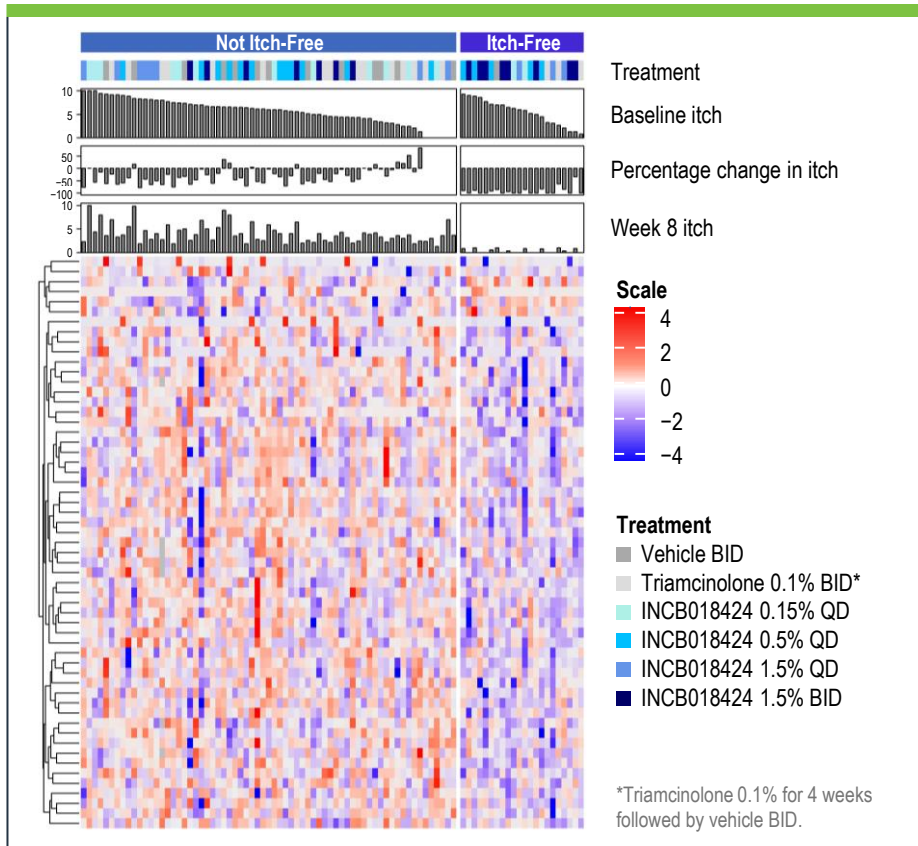 Not Itch-Free
Itch-Free
Treatment
10
5
0
Baseline itch
50
0
−50
−100
Percentage change in itch
10
5
0
Week 8 itch
Scale
4
2
0
−2
−4
Treatment
Vehicle BID
Triamcinolone 0.1% BID*
INCB018424 0.15% QD
INCB018424 0.5% QD
INCB018424 1.5% QD
INCB018424 1.5% BID
*Triamcinolone 0.1% for 4 weeks
followed by vehicle BID.